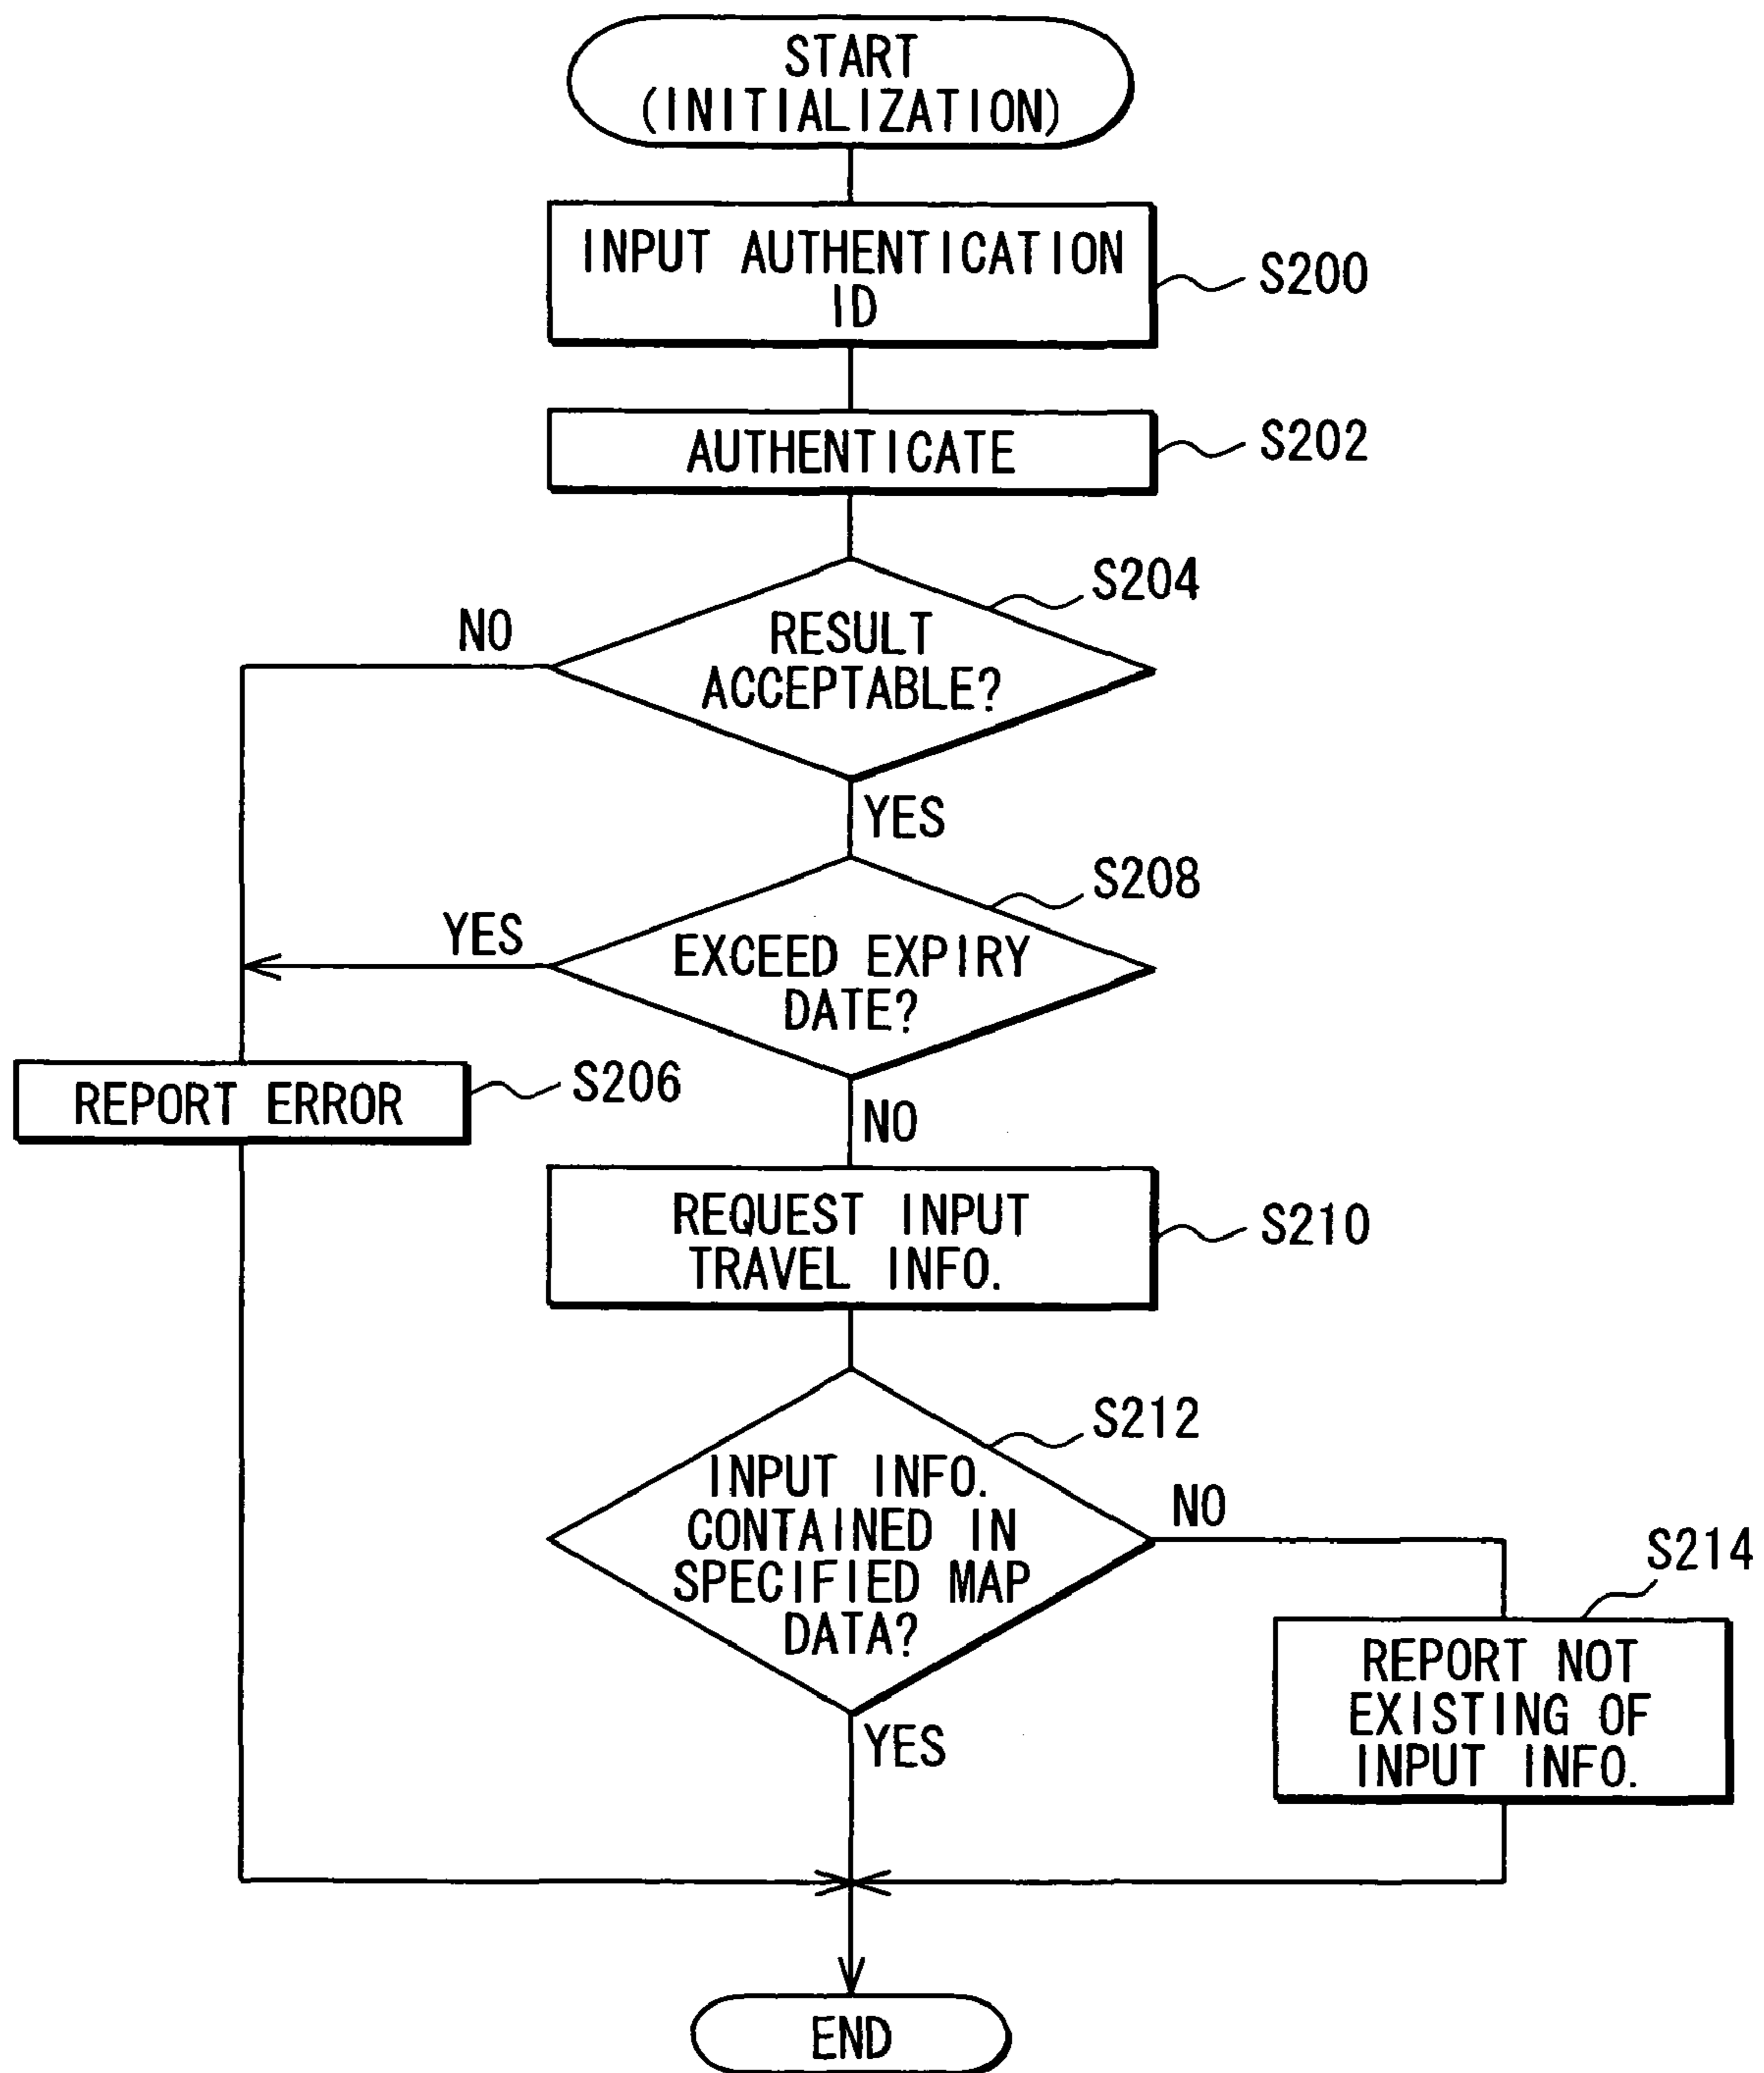 START
(INITIALIZATION)
INPUT AUTHENTICATION
ID
S200
AUTHENTICATE
S202
S204
NO
RESULT
ACCEPTABLE?
YES
S208
YES
EXCEED EXPIRY
DATE?
REPORT ERROR
S206
NO
REQUEST INPUT
TRAVEL INFO.
S210
S212
INPUT INFO.
CONTAINED IN
SPECIFIED MAP
DATA?
NO
S214
REPORT NOT
EXISTING OF
INPUT INFO.
YES
END